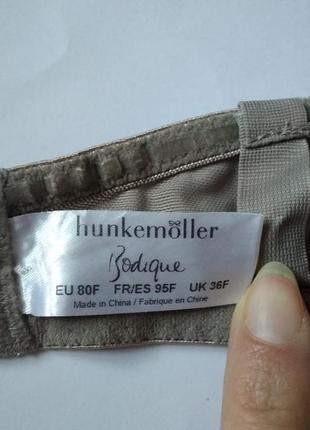 hunkemöller
Bodique
EU 80F FR/ES 95F UK 36F
Made in China / Fabriqué en Chine